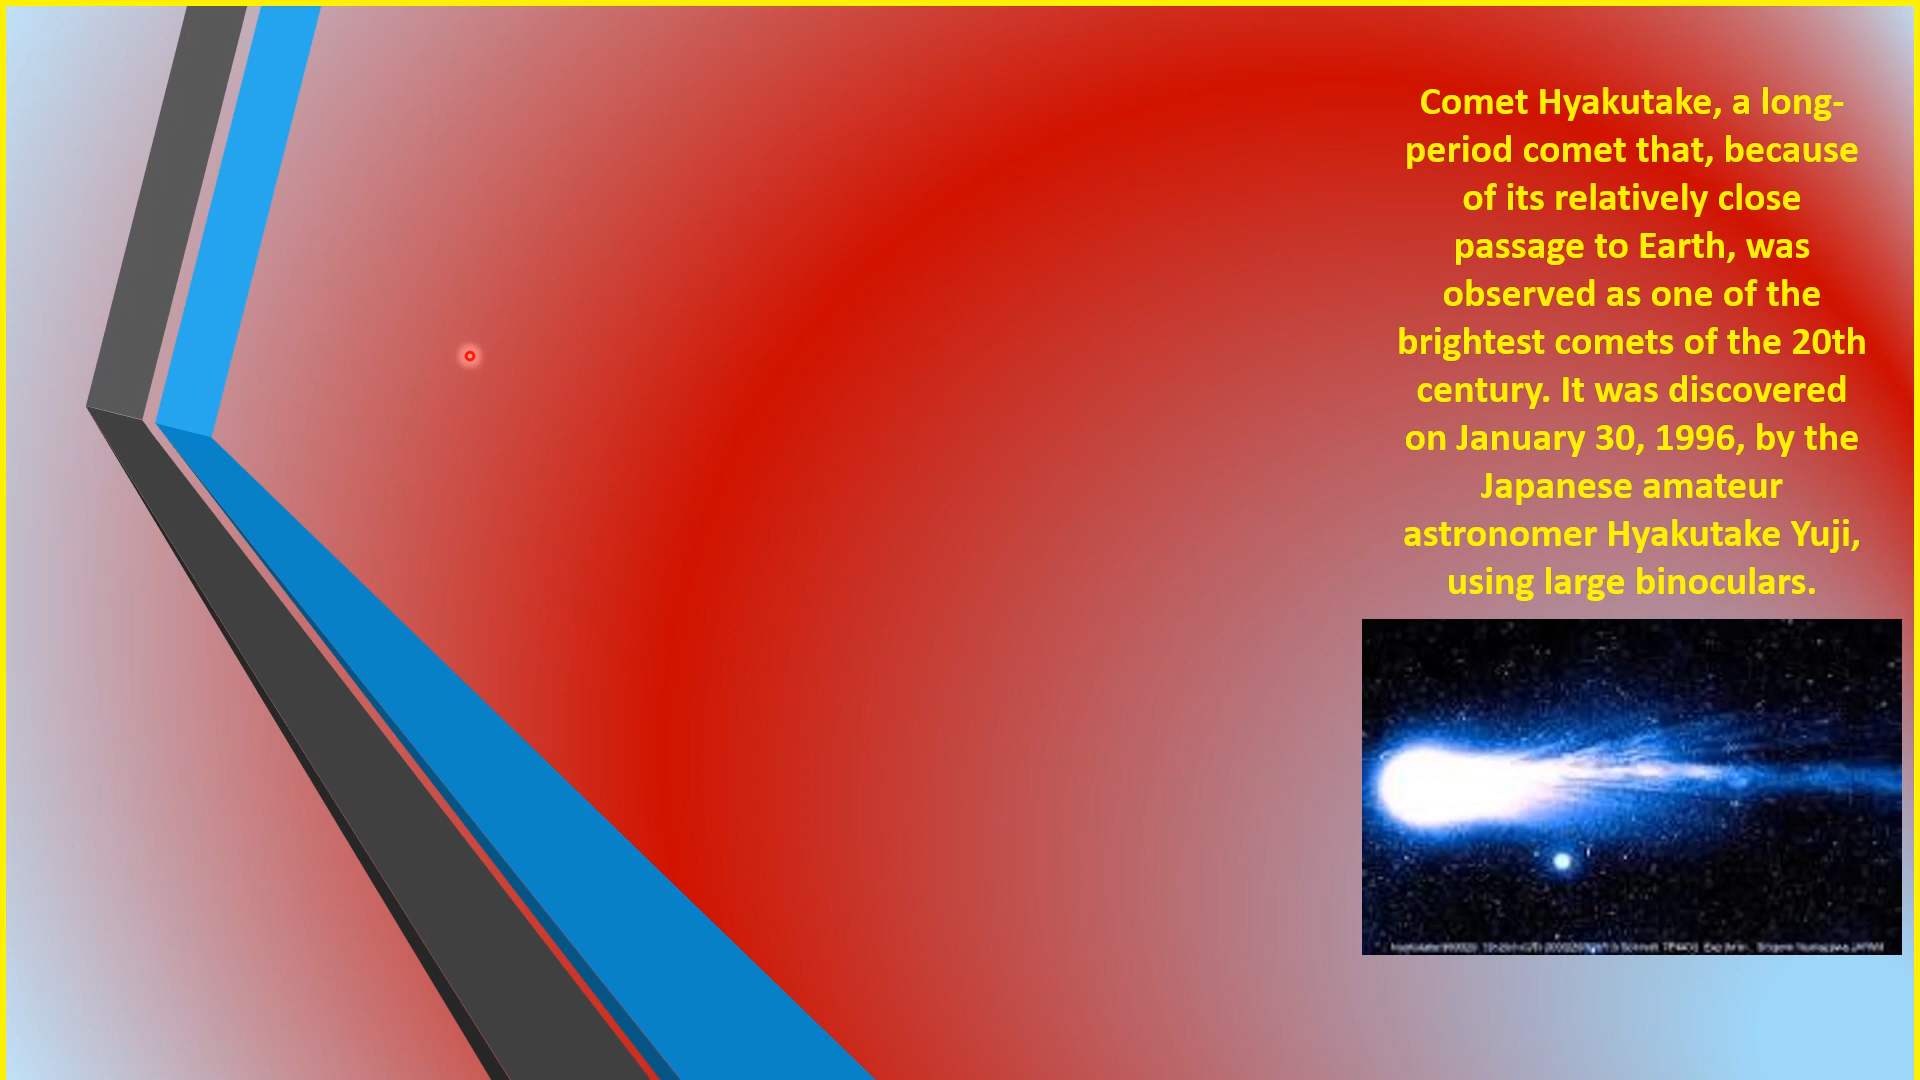 Comet Hyakutake, a long-
period comet that, because
of its relatively close
passage to Earth, was
observed as one of the
brightest comets of the 20th
century. It was discovered
on January 30, 1996, by the
Japanese amateur
astronomer Hyakutake Yuji,
using large binoculars.